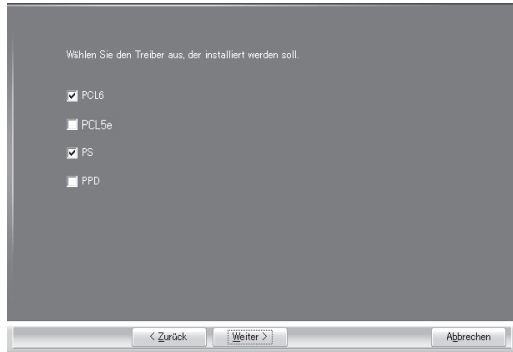 Wählen Sie den Treiber aus, der installiert werden soll.
PCL6
PCL5e
PS
PPD
< Zurück
Weiter >
Abbrechen